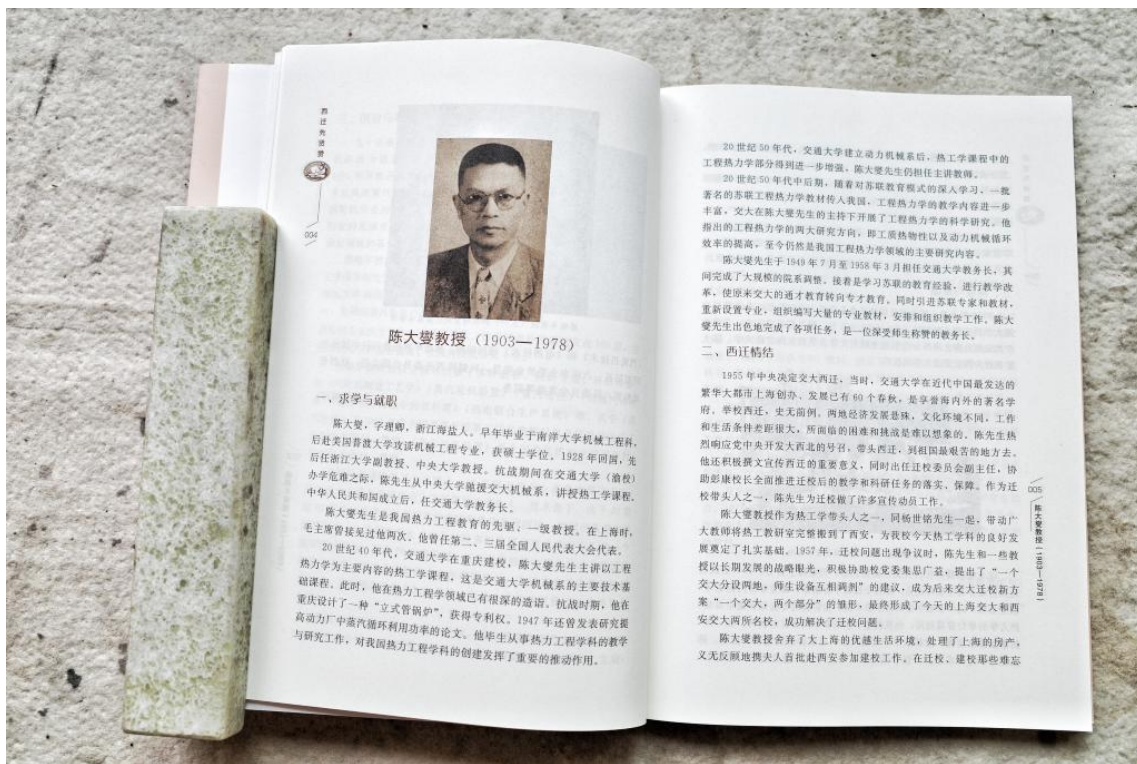 西迁先贤赞
004
陈大燮教授（1903—1978）
一、求学与就职
陈大燮，字理卿，浙江海盐人。早年毕业于南洋大学机械工程科，
后赴美国普渡大学攻读机械工程专业，获硕士学位。1928年回国，先
后任浙江大学副教授、中央大学教授。抗战期间在交通大学（渝校）
办学危难之际，陈先生从中央大学驰援交大机械系，讲授热工学课程。
中华人民共和国成立后，任交通大学教务长。
陈大燮先生是我国热力工程教育的先驱；一级教授。在上海时，
毛主席曾接见过他两次。他曾任第二、三届全国人民代表大会代表。
20世纪40年代，交通大学在重庆建校，陈大燮先生主讲以工程
热力学为主要内容的热工学课程，这是交通大学机械系的主要技术基
础课程。此时，他在热力工程学领域已有很深的造诣。抗战时期，他在
重庆设计了一种“立式管锅炉”，获得专利权。1947年还曾发表研究提
高动力厂中蒸汽循环利用功率的论文。他毕生从事热力工程学科的教学
与研究工作，对我国热力工程学科的创建发挥了重要的推动作用。
20世纪50年代，交通大学建立动力机械系后，热工学课程中的
工程热力学部分得到进一步增强，陈大燮先生仍担任主讲教师。
20世纪50年代中后期，随着对苏联教育模式的深入学习、一批
著名的苏联工程热力学教材传入我国，工程热力学的教学内容进一步
丰富，交大在陈大燮先生的主持下开展了工程热力学的科学研究。他
指出的工程热力学的两大研究方向，即工质热物性以及动力机械循环
效率的提高，至今仍然是我国工程热力学领域的主要研究内容。
陈大燮先生于1949年7月至1958年3月担任交通大学教务长，其
间完成了大规模的院系调整。接着是学习苏联的教育经验，进行教学改
革、使原来交大的通才教育转向专才教育。同时引进苏联专家和教材，
重新设置专业，组织编写大量的专业教材，安排和组织教学工作。陈大
燮先生出色地完成了各项任务、是一位深受师生称赞的教务长。
二、西迁情结
1955年中央决定交大西迁，当时，交通大学在近代中国最发达的
繁华大都市上海创办、发展已有60个春秋，是享誉海内外的著名学
府。举校西迁，史无前例。两地经济发展悬殊，文化环境不同，工作
和生活条件差距很大，所面临的困难和挑战是难以想象的。陈先生热
烈响应党中央开发大西北的号召，带头西迁，到祖国最艰苦的地方去。
他还积极撰文宣传西迁的重要意义，同时出任迁校委员会副主任，协
助彭康校长全面推进迁校后的教学和科研任务的落实、保障。作为迁
校带头人之一，陈先生为迁校做了许多宣传动员工作。
陈大燮教授作为热工学带头人之一，同杨世铭先生一起，带动广
大教师将热工教研室完整搬到了西安，为我校今天热工学科的良好发
展奠定了扎实基础。1957年，迁校问题出现争议时，陈先生和一些教
授以长期发展的战略眼光，积极协助校党委集思广益，提出了“一个
交大分设两地，师生设备互相调剂”的建议，成为后来交大迁校新方
案“一个交大，两个部分”的雏形，最终形成了今天的上海交大和西
安交大两所名校，成功解决了迁校问题。
陈大燮教授舍弃了大上海的优越生活环境，处理了上海的房产，
义无反顾地携夫人首批赴西安参加建校工作。在迁校、建校那些难忘
005
陈大燮教授（1903—1978）